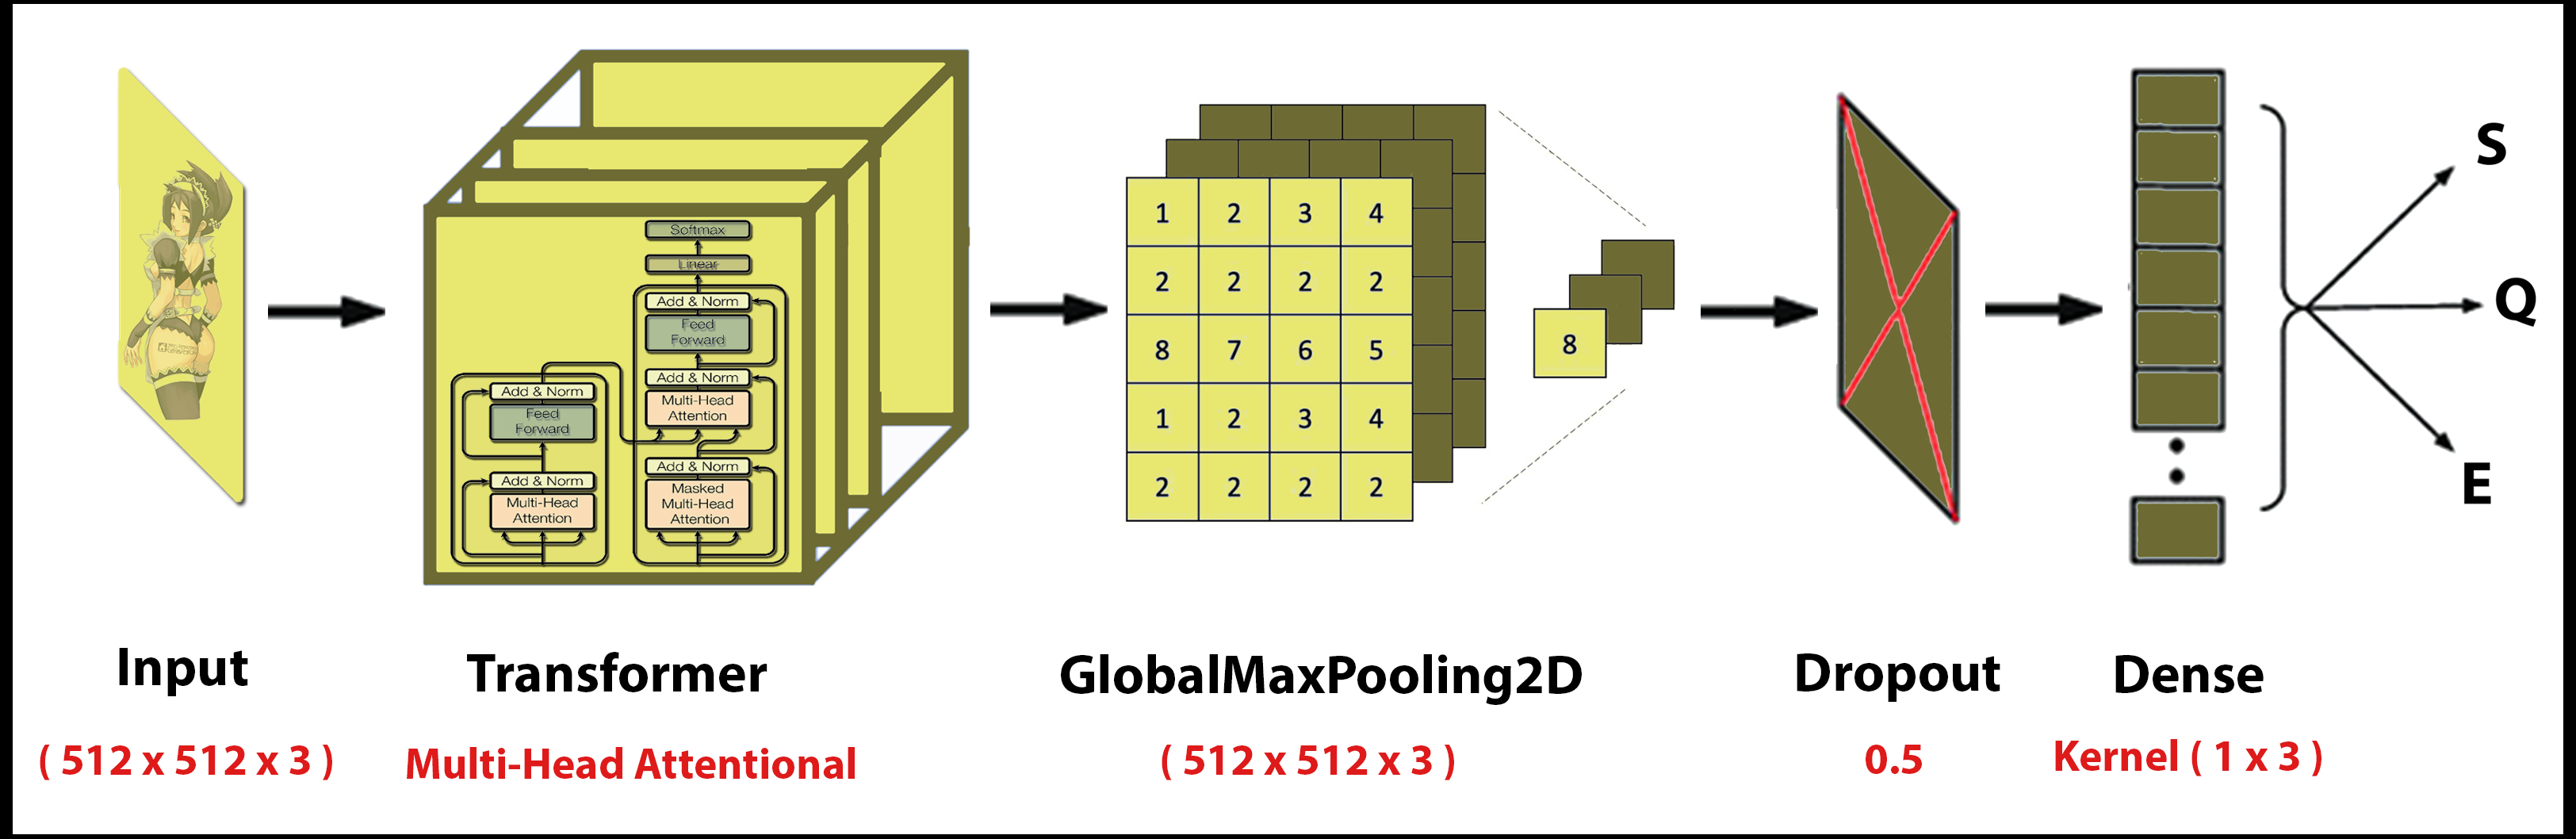 Softmax
Linear
Add & Norm
Feed
Forward
Add & Norm
Multi-Head
Attention
Add & Norm
Masked
Multi-Head
Attention
Add & Norm
Feed
Forward
Add & Norm
Multi-Head
Attention
1 2 3 4
2 2 2 2
8 7 6 5
1 2 3 4
2 2 2 2
8
S
Q
E
Input
Transformer
GlobalMaxPooling2D
Dropout
Dense
( 512 x 512 x 3 )
Multi-Head Attentional
( 512 x 512 x 3 )
0.5
Kernel ( 1 x 3 )